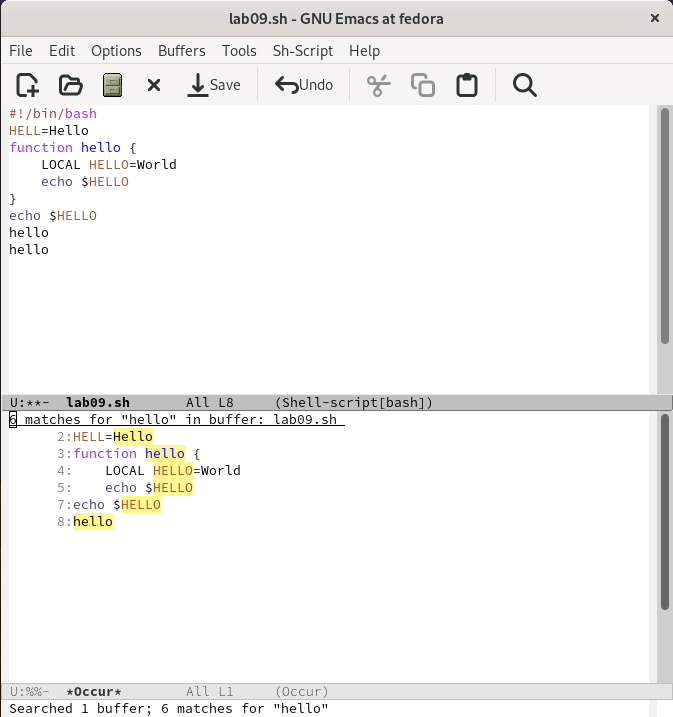 lab09.sh - GNU Emacs at fedora
File Edit Options Buffers Tools Sh-Script Help
Save Undo
#!/bin/bash
HELL=Hello
function hello {
    LOCAL HELLO=World
    echo $HELLO
}
echo $HELLO
hello
hello
U:**-  lab09.sh       All L8     (Shell-script[bash])
6 matches for "hello" in buffer: lab09.sh
      2:HELL=Hello
      3:function hello {
      4:    LOCAL HELLO=World
      5:    echo $HELLO
      7:echo $HELLO
      8:hello
U:%%-  *Occur*        All L1     (Occur)
Searched 1 buffer; 6 matches for "hello"